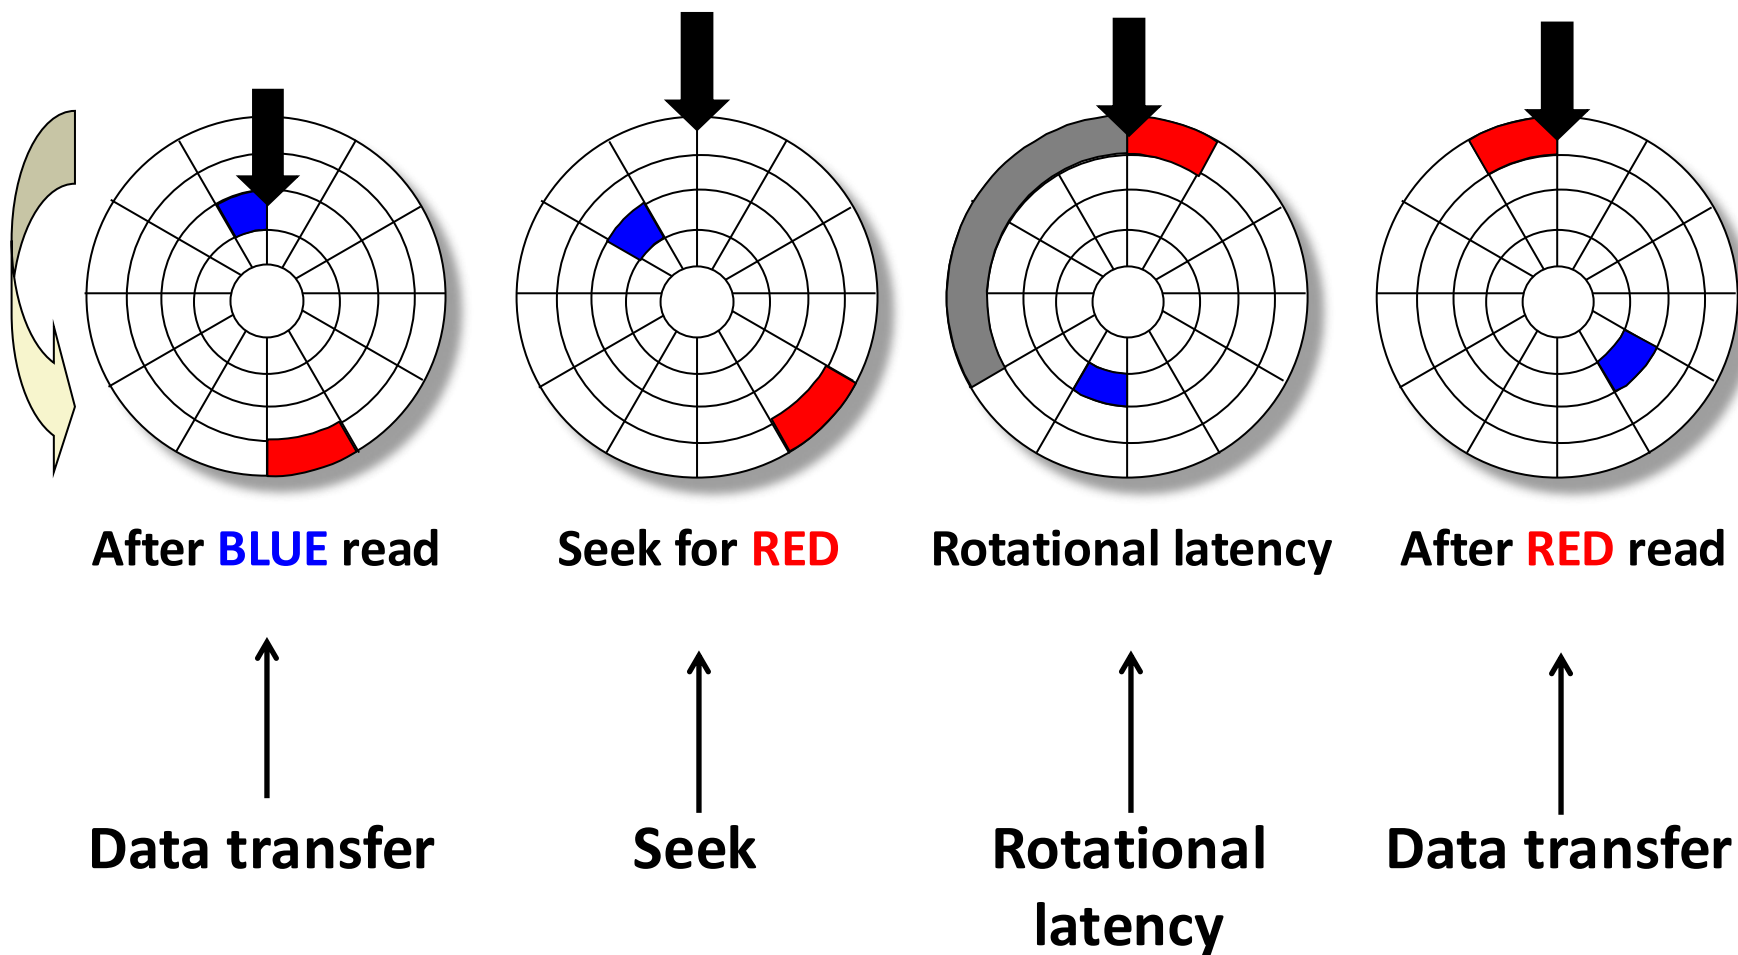 After BLUE read
Seek for RED
Rotational latency
After RED read
Data transfer
Seek
Rotational
latency
Data transfer